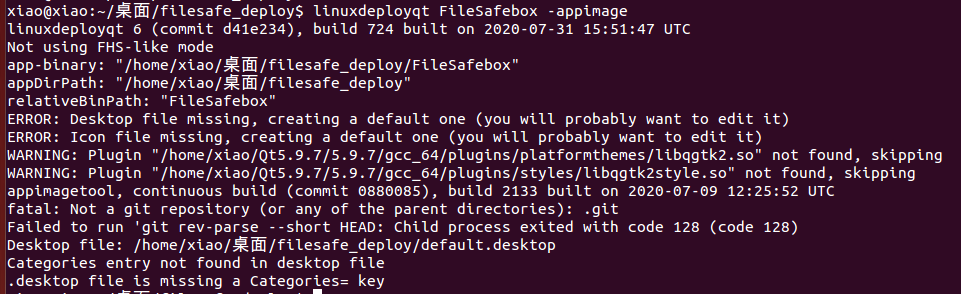 xiao@xiao:~/桌面/filesafe_deploy$ linuxdeployqt FileSafebox -appimage
linuxdeployqt 6 (commit d41e234), build 724 built on 2020-07-31 15:51:47 UTC
Not using FHS-like mode
app-binary: "/home/xiao/桌面/filesafe_deploy/FileSafebox"
appDirPath: "/home/xiao/桌面/filesafe_deploy"
relativeBinPath: "FileSafebox"
ERROR: Desktop file missing, creating a default one (you will probably want to edit it)
ERROR: Icon file missing, creating a default one (you will probably want to edit it)
WARNING: Plugin "/home/xiao/Qt5.9.7/5.9.7/gcc_64/plugins/platformthemes/libqgtk2.so" not found, skipping
WARNING: Plugin "/home/xiao/Qt5.9.7/5.9.7/gcc_64/plugins/styles/libqgtk2style.so" not found, skipping
appimagetool, continuous build (commit 0880085), build 2133 built on 2020-07-09 12:25:52 UTC
fatal: Not a git repository (or any of the parent directories): .git
Failed to run 'git rev-parse --short HEAD: Child process exited with code 128 (code 128)
Desktop file: /home/xiao/桌面/filesafe_deploy/default.desktop
Categories entry not found in desktop file
.desktop file is missing a Categories= key